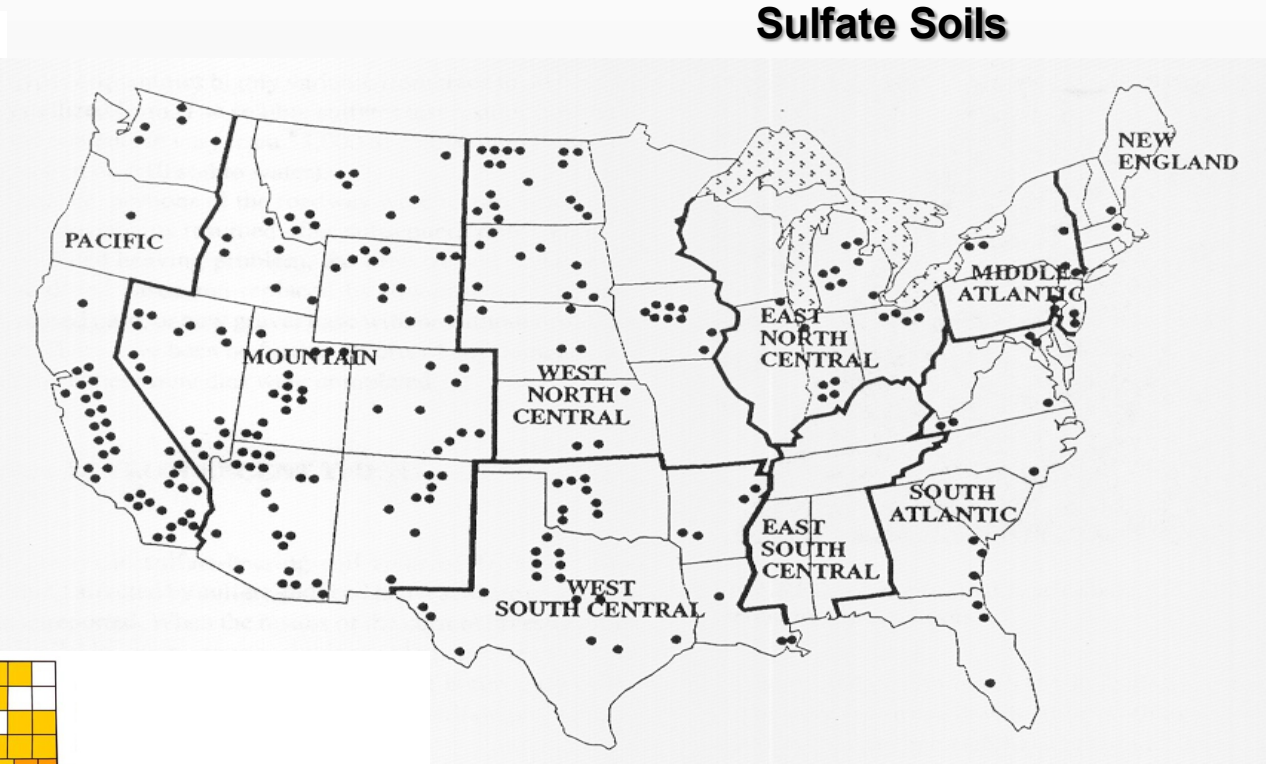 Sulfate Soils
NEW
ENGLAND
PACIFIC
MIDDLE
ATLANTIC
EAST
NORTH
CENTRAL
MOUNTAIN
WEST
NORTH
CENTRAL
SOUTH
ATLANTIC
EAST
SOUTH
CENTRAL
WEST
SOUTH CENTRAL